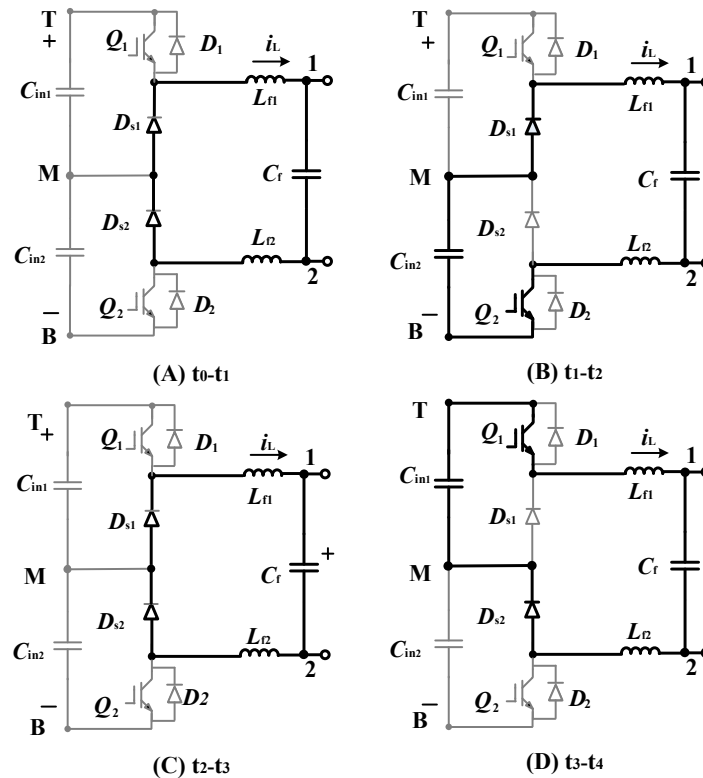 T
+
Q1
D1
iL
1
Lf1
Cin1
Ds1
M
Cf
Ds2
Cin2
Lf2
2
Q2
D2
−
B
(A) t0-t1
T
+
Q1
D1
iL
1
Lf1
Cin1
Ds1
M
Cf
Ds2
Cin2
Lf2
2
Q2
D2
−
B
(B) t1-t2
T+
Q1
D1
iL
1
Lf1
Cin1
Ds1
+
M
Cf
Ds2
Cin2
Lf2
2
Q2
D2
−
B
(C) t2-t3
T
Q1
D1
iL
1
Lf1
Cin1
Ds1
M
Cf
Ds2
Cin2
Lf2
2
Q2
D2
−
B
(D) t3-t4